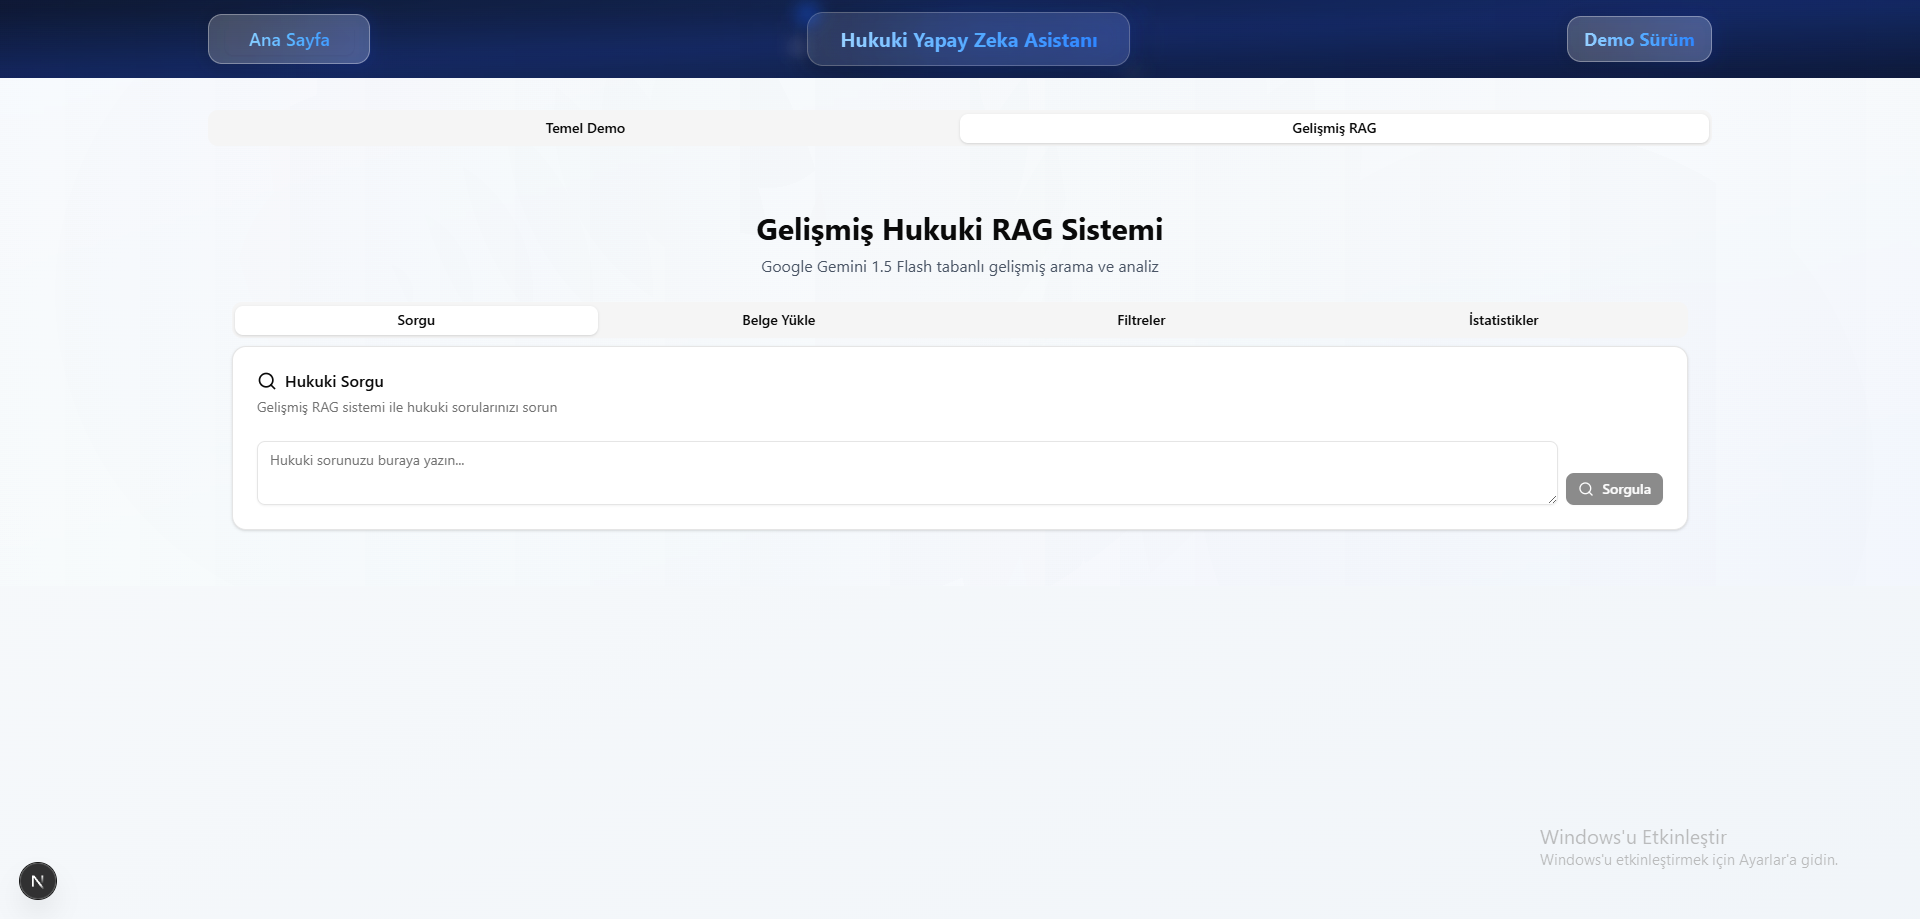 Ana Sayfa
Hukuki Yapay Zeka Asistanı
Demo Sürüm
Temel Demo
Gelişmiş RAG
Gelişmiş Hukuki RAG Sistemi
Google Gemini 1.5 Flash tabanlı gelişmiş arama ve analiz
Sorgu
Belge Yükle
Filtreler
İstatistikler
Hukuki Sorgu
Gelişmiş RAG sistemi ile hukuki sorularınızı sorun
Hukuki sorunuzu buraya yazın...
Sorgula
Windows'u Etkinleştir
Windows'u etkinleştirmek için Ayarlar'a gidin.
N